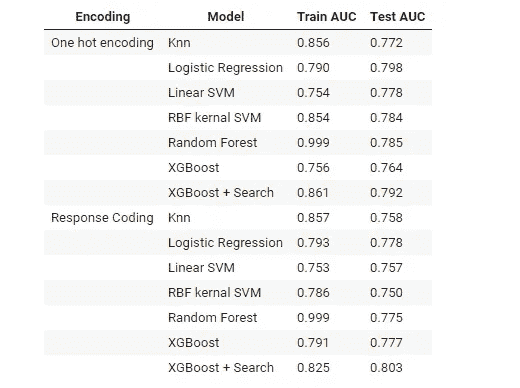 Encoding Model Train AUC Test AUC
One hot encoding Knn 0.856 0.772
Logistic Regression 0.790 0.798
Linear SVM 0.754 0.778
RBF kernal SVM 0.854 0.784
Random Forest 0.999 0.785
XGBoost 0.756 0.764
XGBoost + Search 0.861 0.792
Response Coding Knn 0.857 0.758
Logistic Regression 0.793 0.778
Linear SVM 0.753 0.757
RBF kernal SVM 0.786 0.750
Random Forest 0.999 0.775
XGBoost 0.791 0.777
XGBoost + Search 0.825 0.803